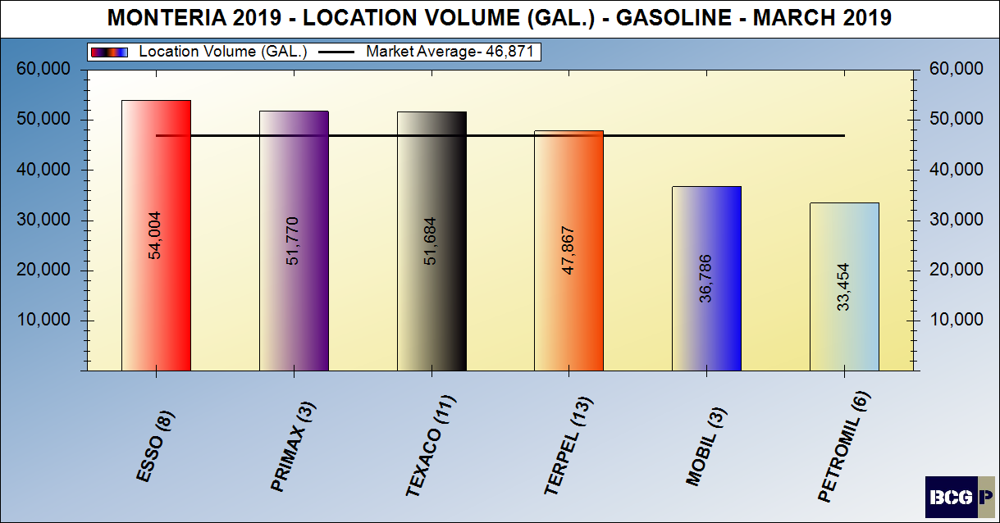 MONTERIA 2019 - LOCATION VOLUME (GAL.) - GASOLINE - MARCH 2019
Location Volume (GAL.) Market Average- 46,871
60,000 60,000
50,000 50,000
40,000 40,000
30,000 30,000
20,000 20,000
10,000 10,000
54,004
51,770
51,684
47,867
36,786
33,454
ESSO (8)
PRIMAX (3)
TEXACO (11)
TERPEL (13)
MOBIL (3)
PETROMIL (6)
BCG P